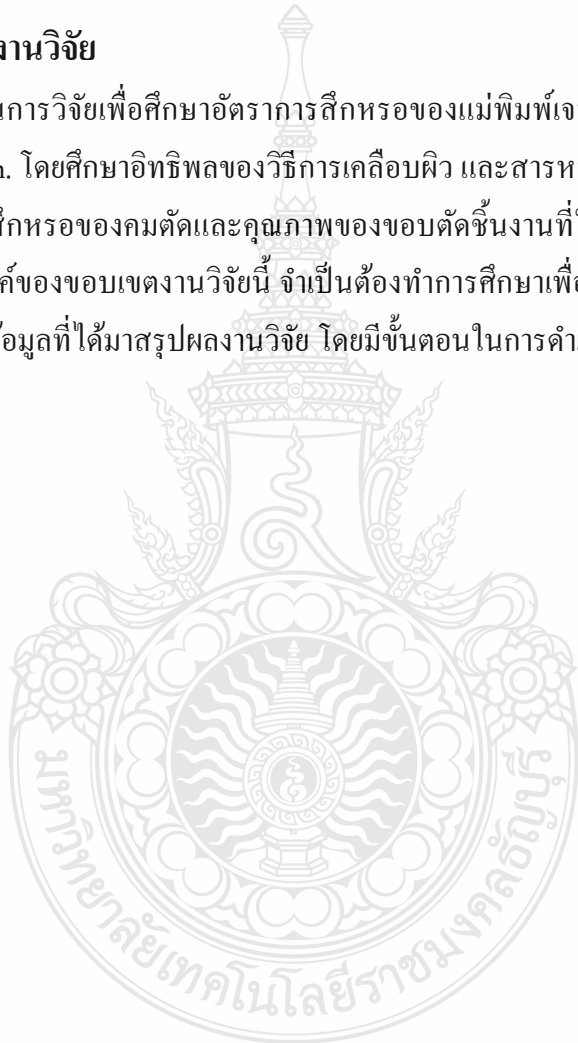 งานวิจัย
นการวิจัยเพื่อศึกษาอัตราการสึกหรอของแม่พิมพ์เจ
โดยศึกษาอิทธิพลของวิธีการเคลือบผิว และสารห
สึกหรอของคมตัดและคุณภาพของขอบตัดชิ้นงานที่
ค์ของขอบเขตงานวิจัยนี้ จำเป็นต้องทำการศึกษาเพื่อ
้อมูลที่ได้มาสรุปผลงานวิจัย โดยมีขั้นตอนในการดำ
มหาวิทยาลัยเทคโนโลยีราชมงคลธัญบุรี